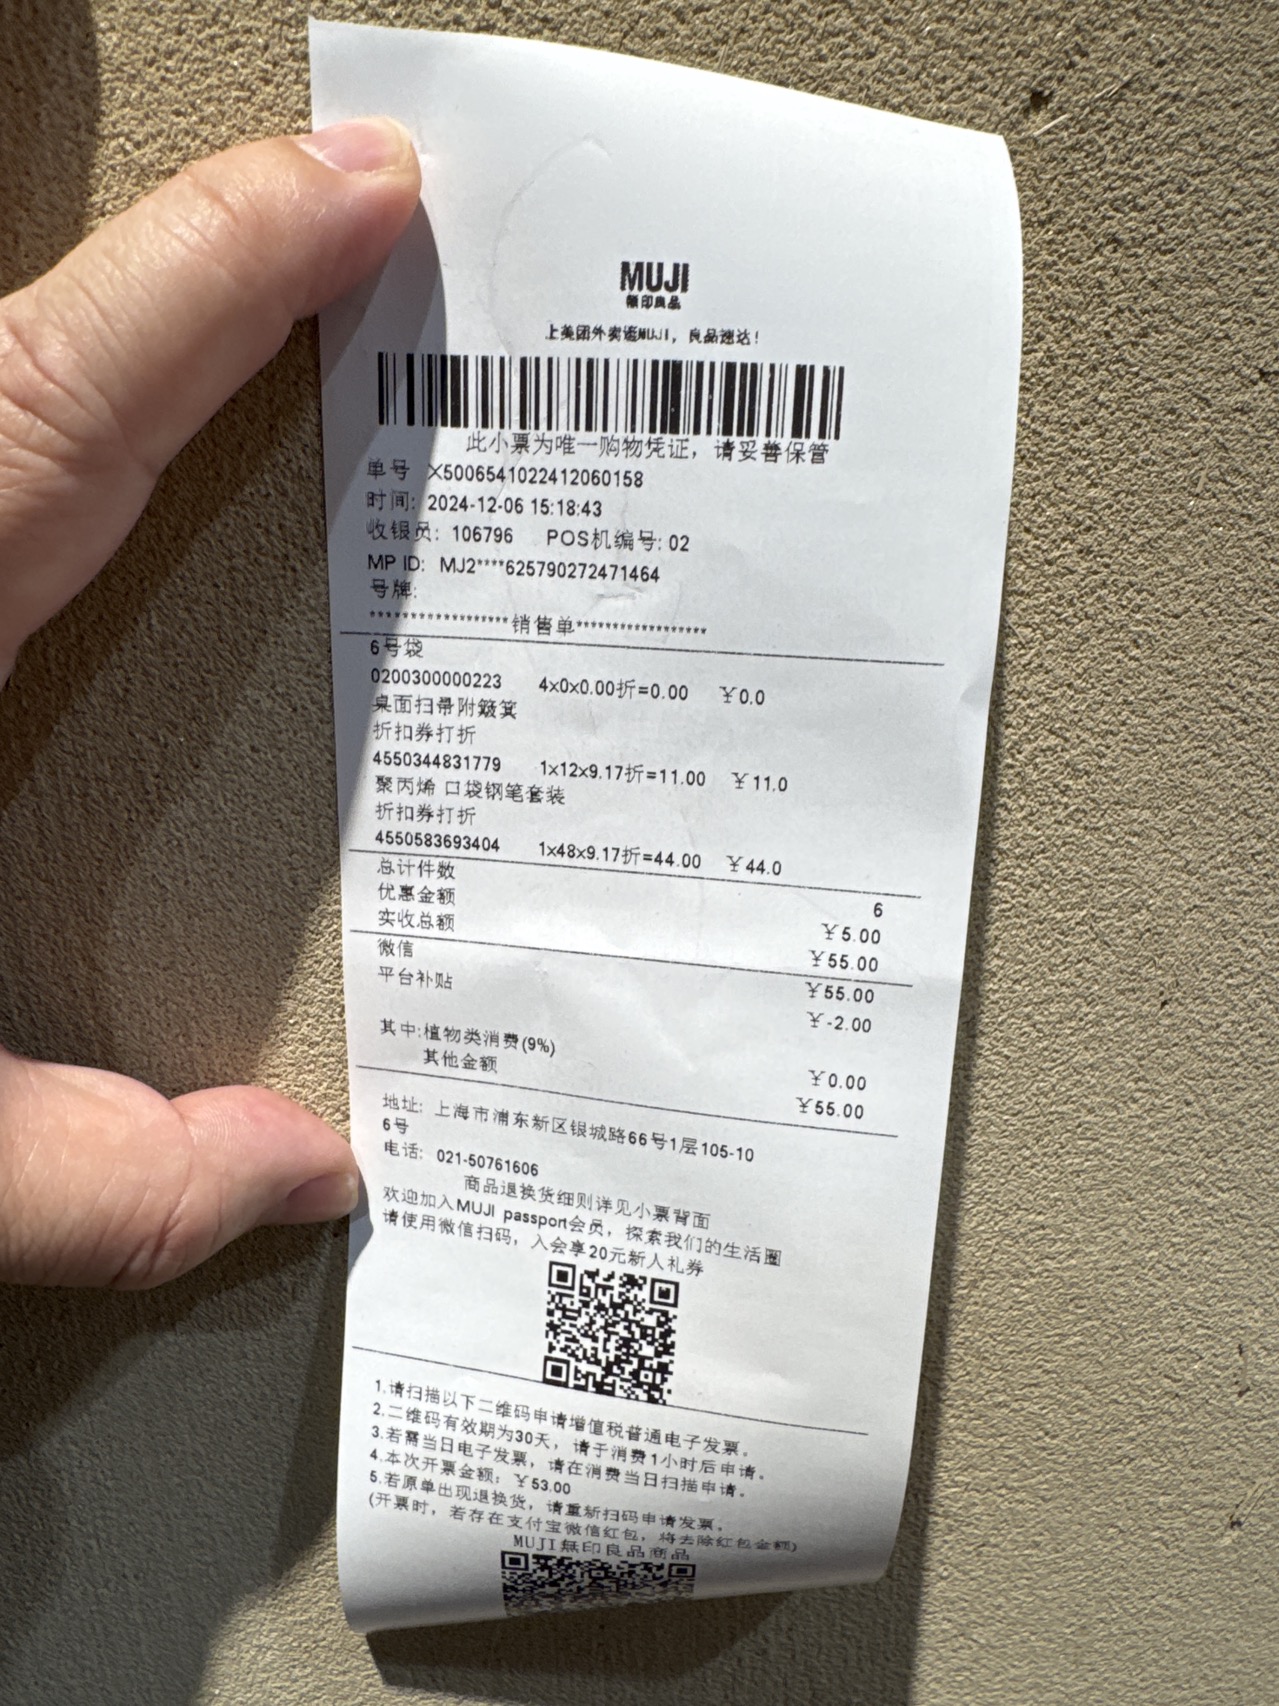 MUJI
無印良品
上美团外卖逛MUJI，良品速达！
此小票为唯一购物凭证，请妥善保管
单号 X5006541022412060158
时间: 2024-12-06 15:18:43
收银员: 106796 POS机编号: 02
MP ID: MJ2****625790272471464
号牌:
*****************销售单*****************
6号袋
0200300000223 4x0x0.00折=0.00 ￥0.0
桌面扫帚附簸箕
折扣券打折
4550344831779 1x12x9.17折=11.00 ￥11.0
聚丙烯 口袋钢笔套装
折扣券打折
4550583693404 1x48x9.17折=44.00 ￥44.0
总计件数 6
优惠金额 ￥5.00
实收总额 ￥55.00
微信 ￥55.00
平台补贴 ￥-2.00
其中:植物类消费(9%) ￥0.00
其他金额 ￥55.00
地址: 上海市浦东新区银城路66号1层105-10
6号
电话: 021-50761606
商品退换货细则详见小票背面
欢迎加入MUJI passport会员，探索我们的生活圈
请使用微信扫码，入会享20元新人礼券
1.请扫描以下二维码申请增值税普通电子发票。
2.二维码有效期为30天，请于消费1小时后申请。
3.若需当日电子发票，请在消费当日扫描申请。
4.本次开票金额: ￥53.00
5.若原单出现退换货，请重新扫码申请发票。
(开票时，若存在支付宝微信红包，将去除红包金额)
MUJI無印良品商品